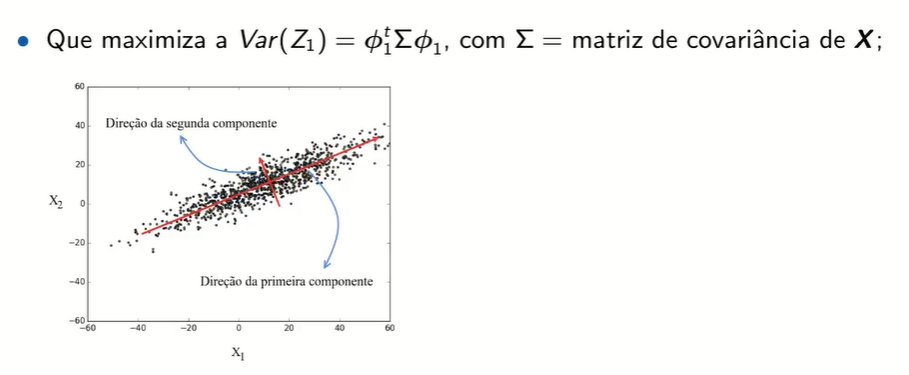 • Que maximiza a Var(Z₁) = ϕ₁ᵗΣϕ₁, com Σ = matriz de covariância de X;
60
Direção da segunda componente
40
20
X₂
0
−20
Direção da primeira componente
−40
−60
−60 −40 −20 0 20 40 60
X₁